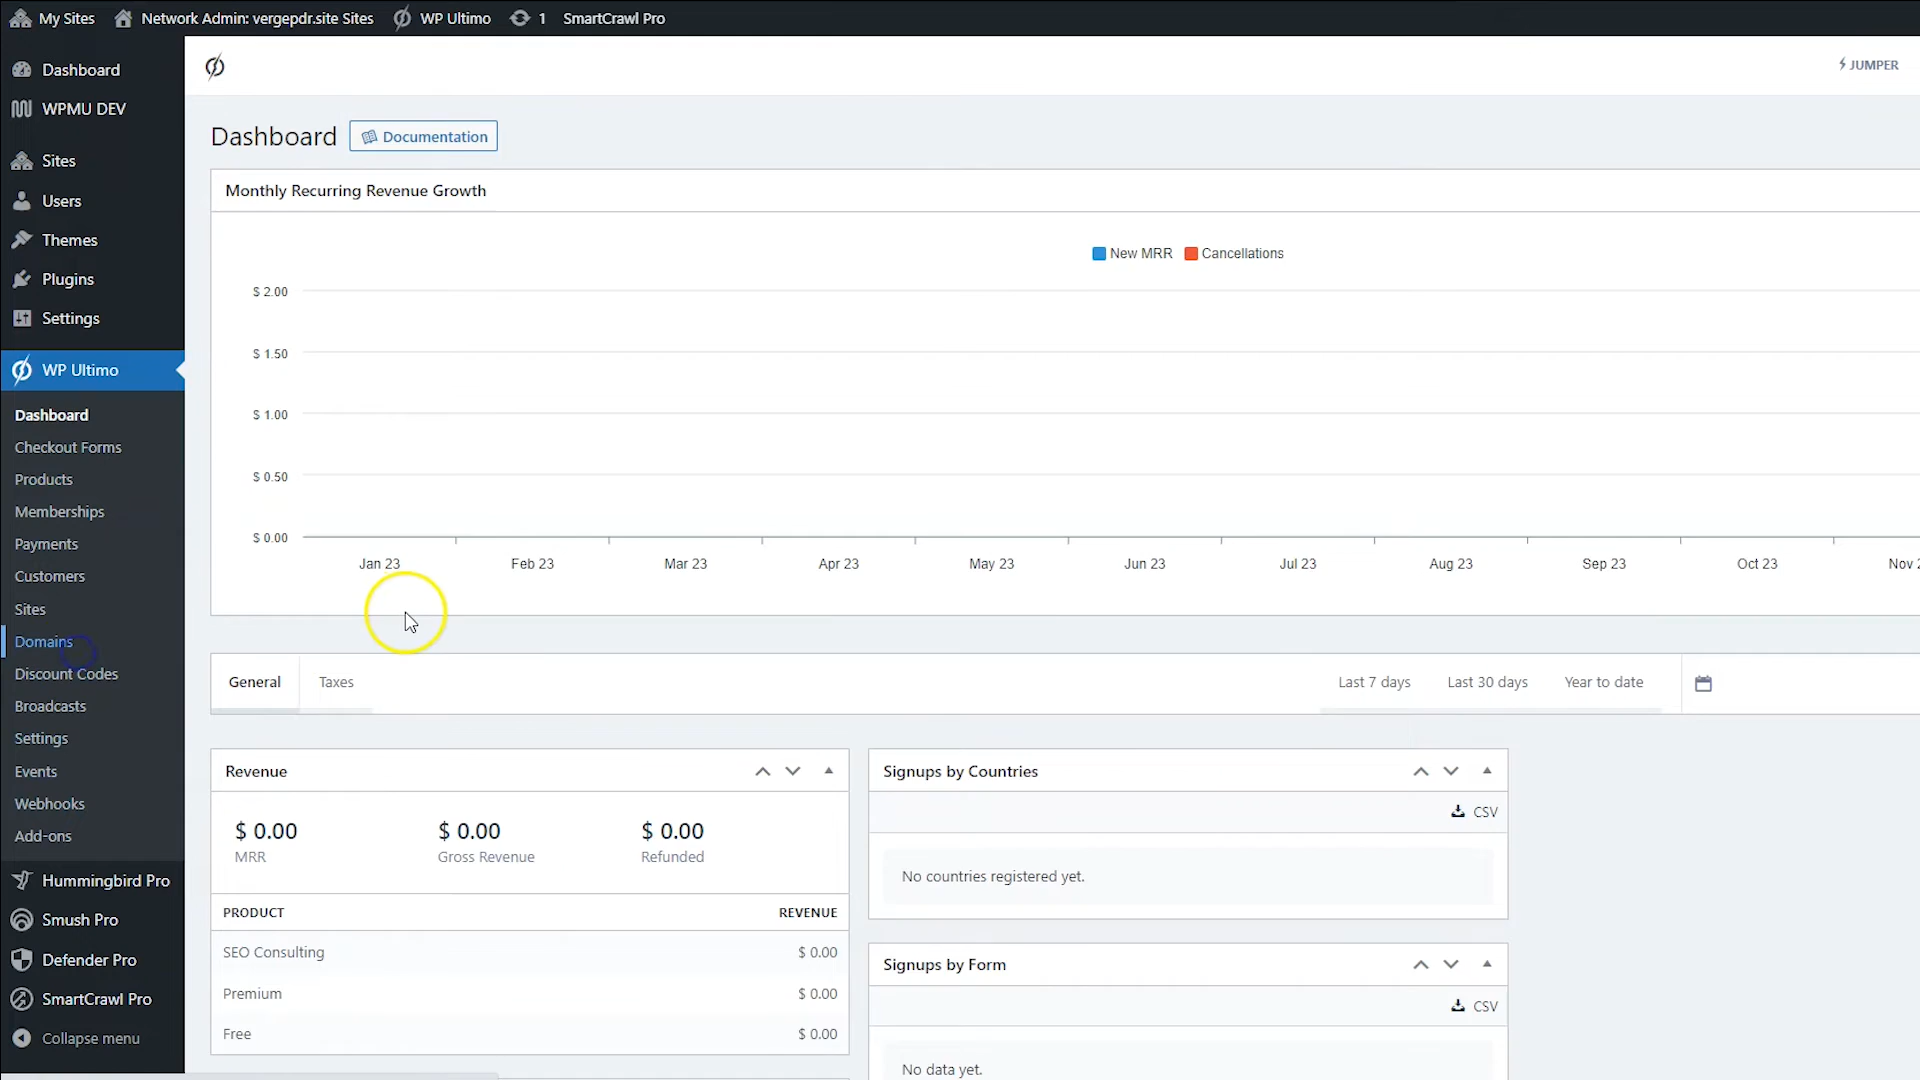 My Sites
Network Admin: vergepdr.site Sites
WP Ultimo
1
SmartCrawl Pro
Dashboard
WPMU DEV
Sites
Users
Themes
Plugins
Settings
WP Ultimo
Dashboard
Checkout Forms
Products
Memberships
Payments
Customers
Sites
Domains
Discount Codes
Broadcasts
Settings
Events
Webhooks
Add-ons
Hummingbird Pro
Smush Pro
Defender Pro
SmartCrawl Pro
Collapse menu
JUMPER
Dashboard
Documentation
Monthly Recurring Revenue Growth
New MRR Cancellations
$ 2.00
$ 1.50
$ 1.00
$ 0.50
$ 0.00
Jan 23 Feb 23 Mar 23 Apr 23 May 23 Jun 23 Jul 23 Aug 23 Sep 23 Oct 23 Nov 2
General Taxes
Last 7 days Last 30 days Year to date
Revenue
$ 0.00 $ 0.00 $ 0.00
MRR Gross Revenue Refunded
PRODUCT REVENUE
SEO Consulting $ 0.00
Premium $ 0.00
Free $ 0.00
Signups by Countries
CSV
No countries registered yet.
Signups by Form
CSV
No data yet.